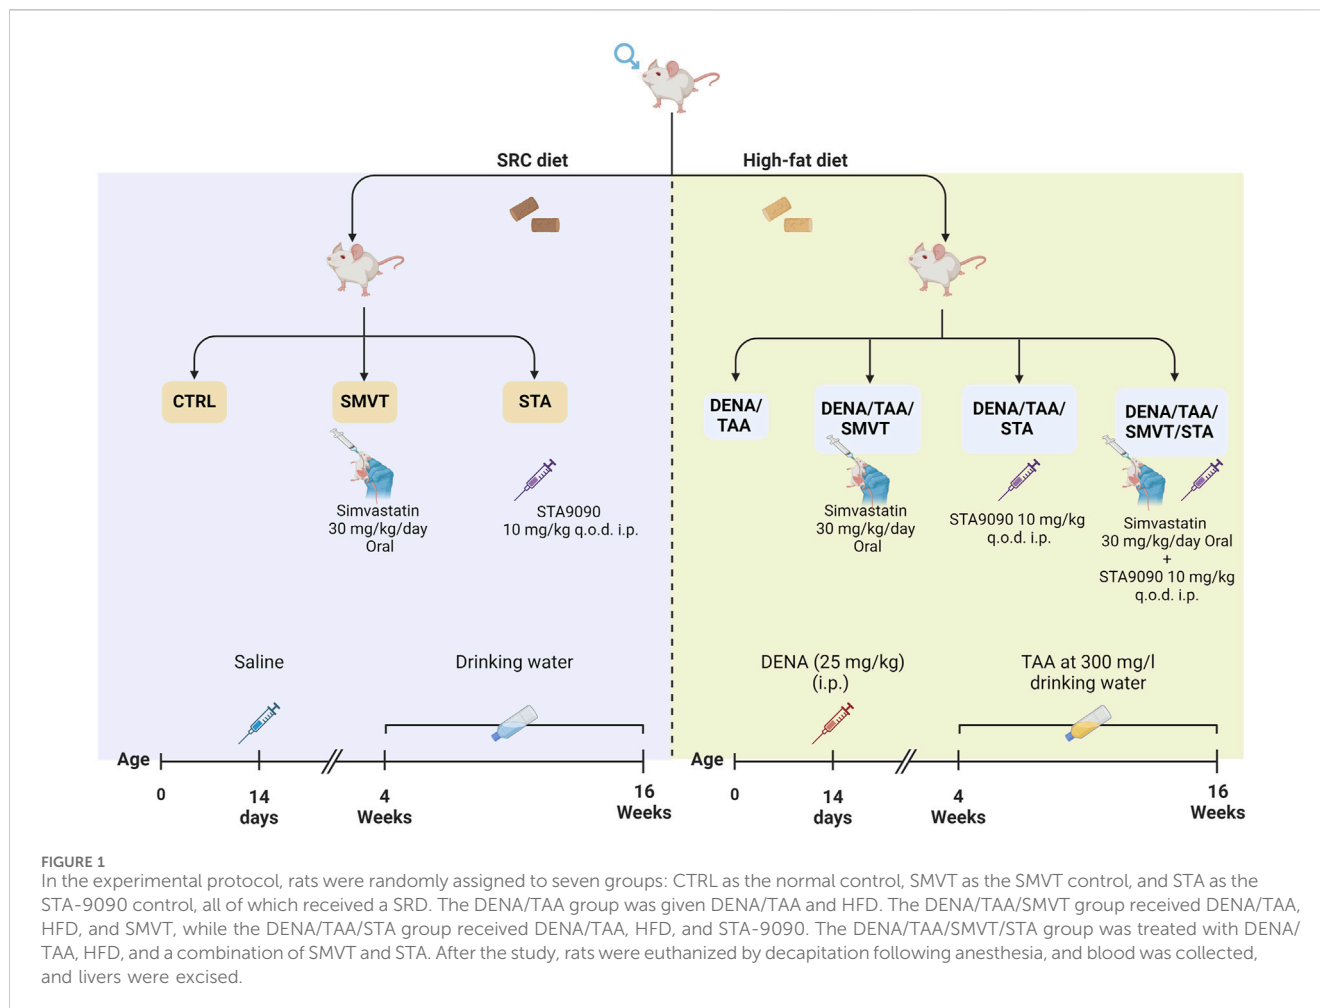 SRC diet
High-fat diet
CTRL
SMVT
STA
DENA/
TAA
DENA/TAA/
SMVT
DENA/TAA/
STA
DENA/TAA/
SMVT/STA
Simvastatin
30 mg/kg/day
Oral
STA9090
10 mg/kg q.o.d. i.p.
Simvastatin
30 mg/kg/day
Oral
STA9090 10 mg/kg
q.o.d. i.p.
Simvastatin
30 mg/kg/day Oral
+
STA9090 10 mg/kg
q.o.d. i.p.
Saline
Drinking water
Age
0
14
days
4
Weeks
16
Weeks
DENA (25 mg/kg)
(i.p.)
TAA at 300 mg/l
drinking water
Age
0
14
days
4
Weeks
16
Weeks
FIGURE 1
In the experimental protocol, rats were randomly assigned to seven groups: CTRL as the normal control, SMVT as the SMVT control, and STA as the
STA-9090 control, all of which received a SRD. The DENA/TAA group was given DENA/TAA and HFD. The DENA/TAA/SMVT group received DENA/TAA,
HFD, and SMVT, while the DENA/TAA/STA group received DENA/TAA, HFD, and STA-9090. The DENA/TAA/SMVT/STA group was treated with DENA/
TAA, HFD, and a combination of SMVT and STA. After the study, rats were euthanized by decapitation following anesthesia, and blood was collected,
and livers were excised.